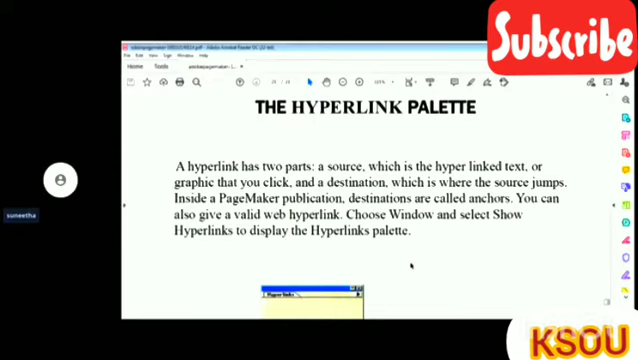 Subscribe
adobepagemaker-
Home
Tools
THE HYPERLINK PALETTE
A hyperlink has two parts: a source, which is the hyper linked text, or
graphic that you click, and a destination, which is where the source jumps.
Inside a PageMaker publication, destinations are called anchors. You can
also give a valid web hyperlink. Choose Window and select Show
Hyperlinks to display the Hyperlinks palette.
suneetha
Hyperlinks
KSOU